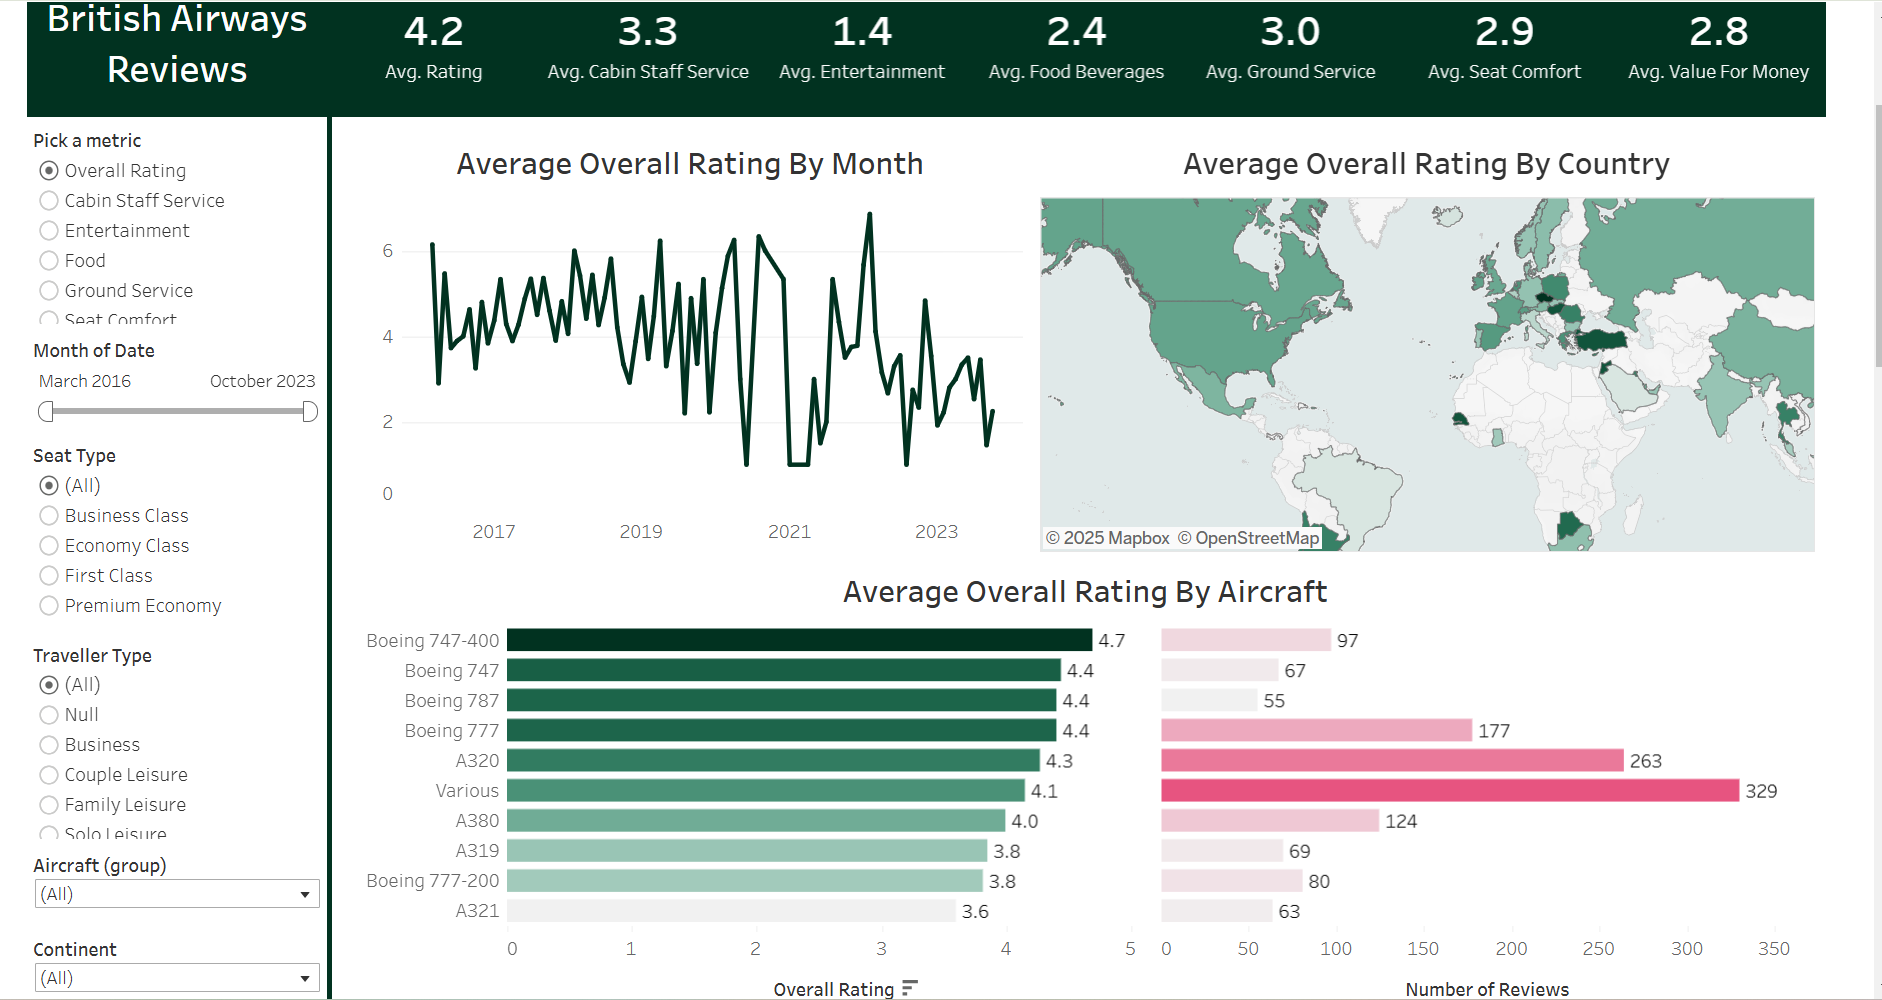 British Airways
Reviews
4.2
Avg. Rating
3.3
Avg. Cabin Staff Service
1.4
Avg. Entertainment
2.4
Avg. Food Beverages
3.0
Avg. Ground Service
2.9
Avg. Seat Comfort
2.8
Avg. Value For Money
Pick a metric
Overall Rating
Cabin Staff Service
Entertainment
Food
Ground Service
Seat Comfort
Month of Date
March 2016 October 2023
Seat Type
(All)
Business Class
Economy Class
First Class
Premium Economy
Traveller Type
(All)
Null
Business
Couple Leisure
Family Leisure
Solo Leisure
Aircraft (group)
(All)
Continent
(All)
Average Overall Rating By Month
6
4
2
0
2017 2019 2021 2023
Average Overall Rating By Country
© 2025 Mapbox © OpenStreetMap
Average Overall Rating By Aircraft
Boeing 747-400 4.7 97
Boeing 747 4.4 67
Boeing 787 4.4 55
Boeing 777 4.4 177
A320 4.3 263
Various 4.1 329
A380 4.0 124
A319 3.8 69
Boeing 777-200 3.8 80
A321 3.6 63
0 1 2 3 4 5 0 50 100 150 200 250 300 350
Overall Rating Number of Reviews